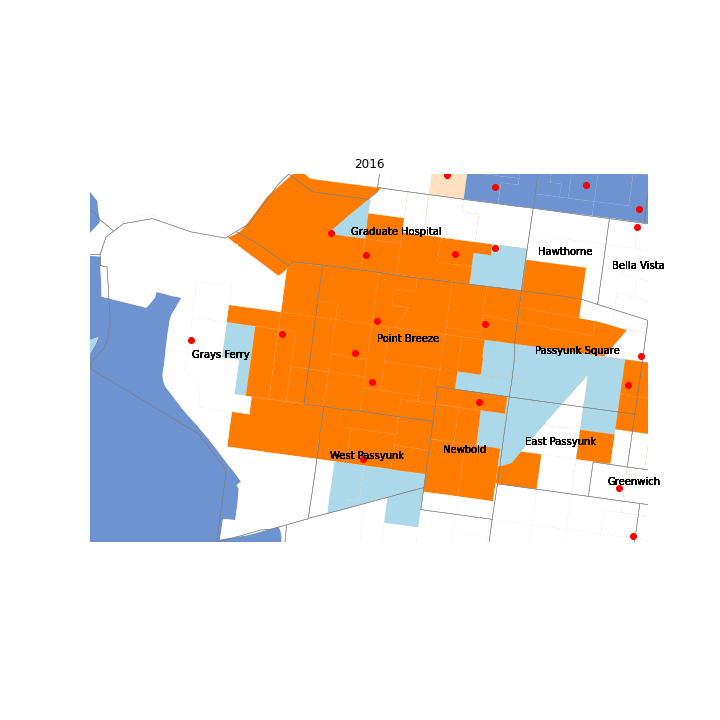 2016
Graduate Hospital
Hawthorne
Bella Vista
Point Breeze
Passyunk Square
Grays Ferry
East Passyunk
Newbold
West Passyunk
Greenwich